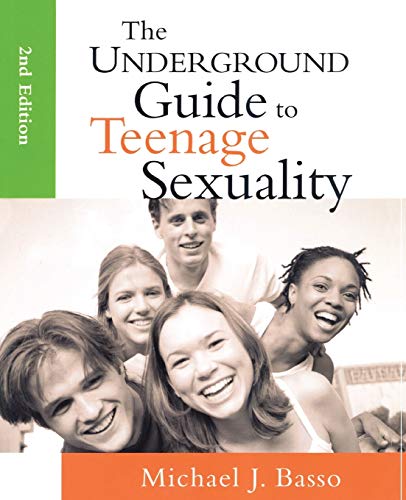 2nd Edition
The
UNDERGROUND
Guide to
Teenage
Sexuality
Michael J. Basso